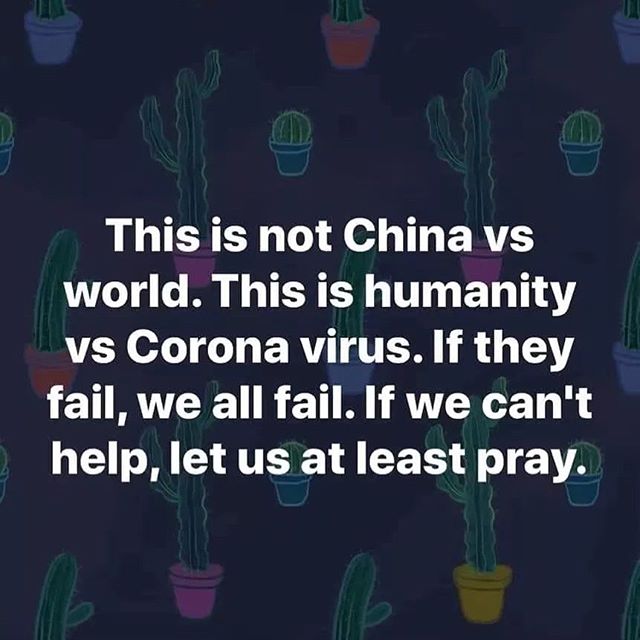 This is not China vs
world. This is humanity
vs Corona virus. If they
fail, we all fail. If we can't
help, let us at least pray.